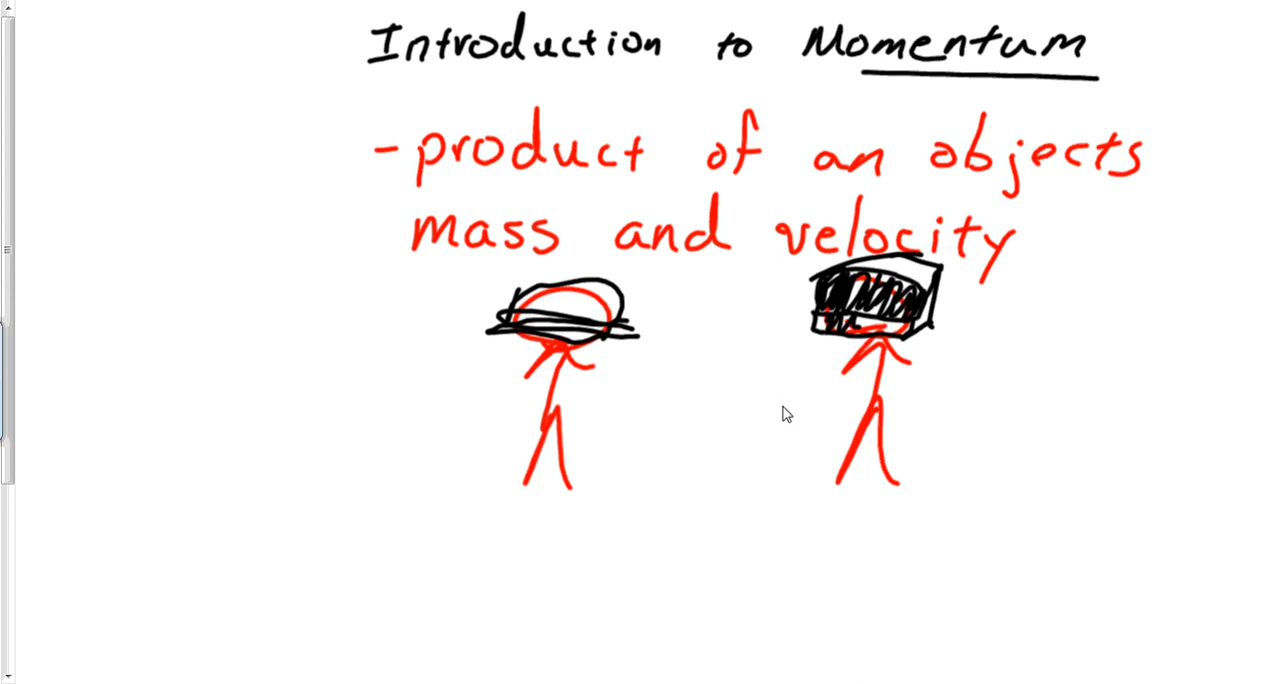 Introduction to Momentum
- product of an objects
mass and velocity